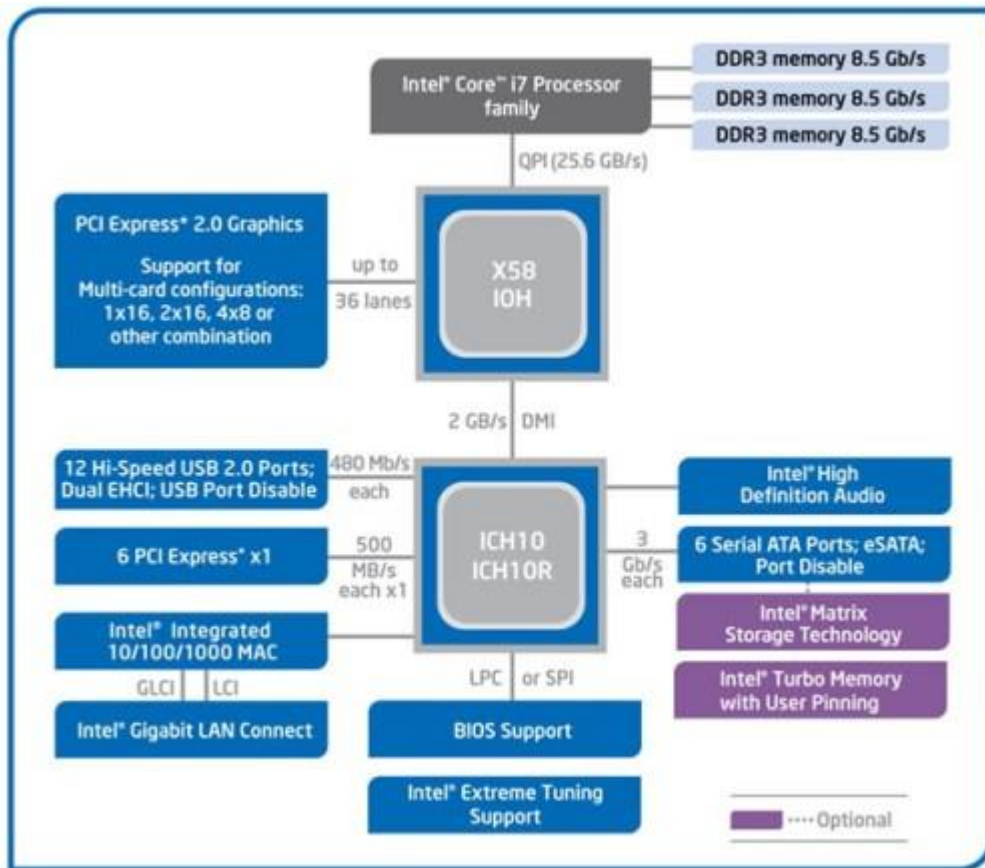 Intel® Core™ i7 Processor
family
DDR3 memory 8.5 Gb/s
DDR3 memory 8.5 Gb/s
DDR3 memory 8.5 Gb/s
QPI (25.6 GB/s)
PCI Express* 2.0 Graphics
Support for
Multi-card configurations:
1x16, 2x16, 4x8 or
other combination
up to
36 lanes
X58
IOH
2 GB/s DMI
12 Hi-Speed USB 2.0 Ports;
Dual EHCI; USB Port Disable
480 Mb/s
each
6 PCI Express* x1
500
MB/s
each x1
Intel® Integrated
10/100/1000 MAC
GLCI LCI
Intel® Gigabit LAN Connect
ICH10
ICH10R
Intel® High
Definition Audio
3
Gb/s
each
6 Serial ATA Ports; eSATA;
Port Disable
Intel® Matrix
Storage Technology
Intel® Turbo Memory
with User Pinning
LPC or SPI
BIOS Support
Intel® Extreme Tuning
Support
Optional